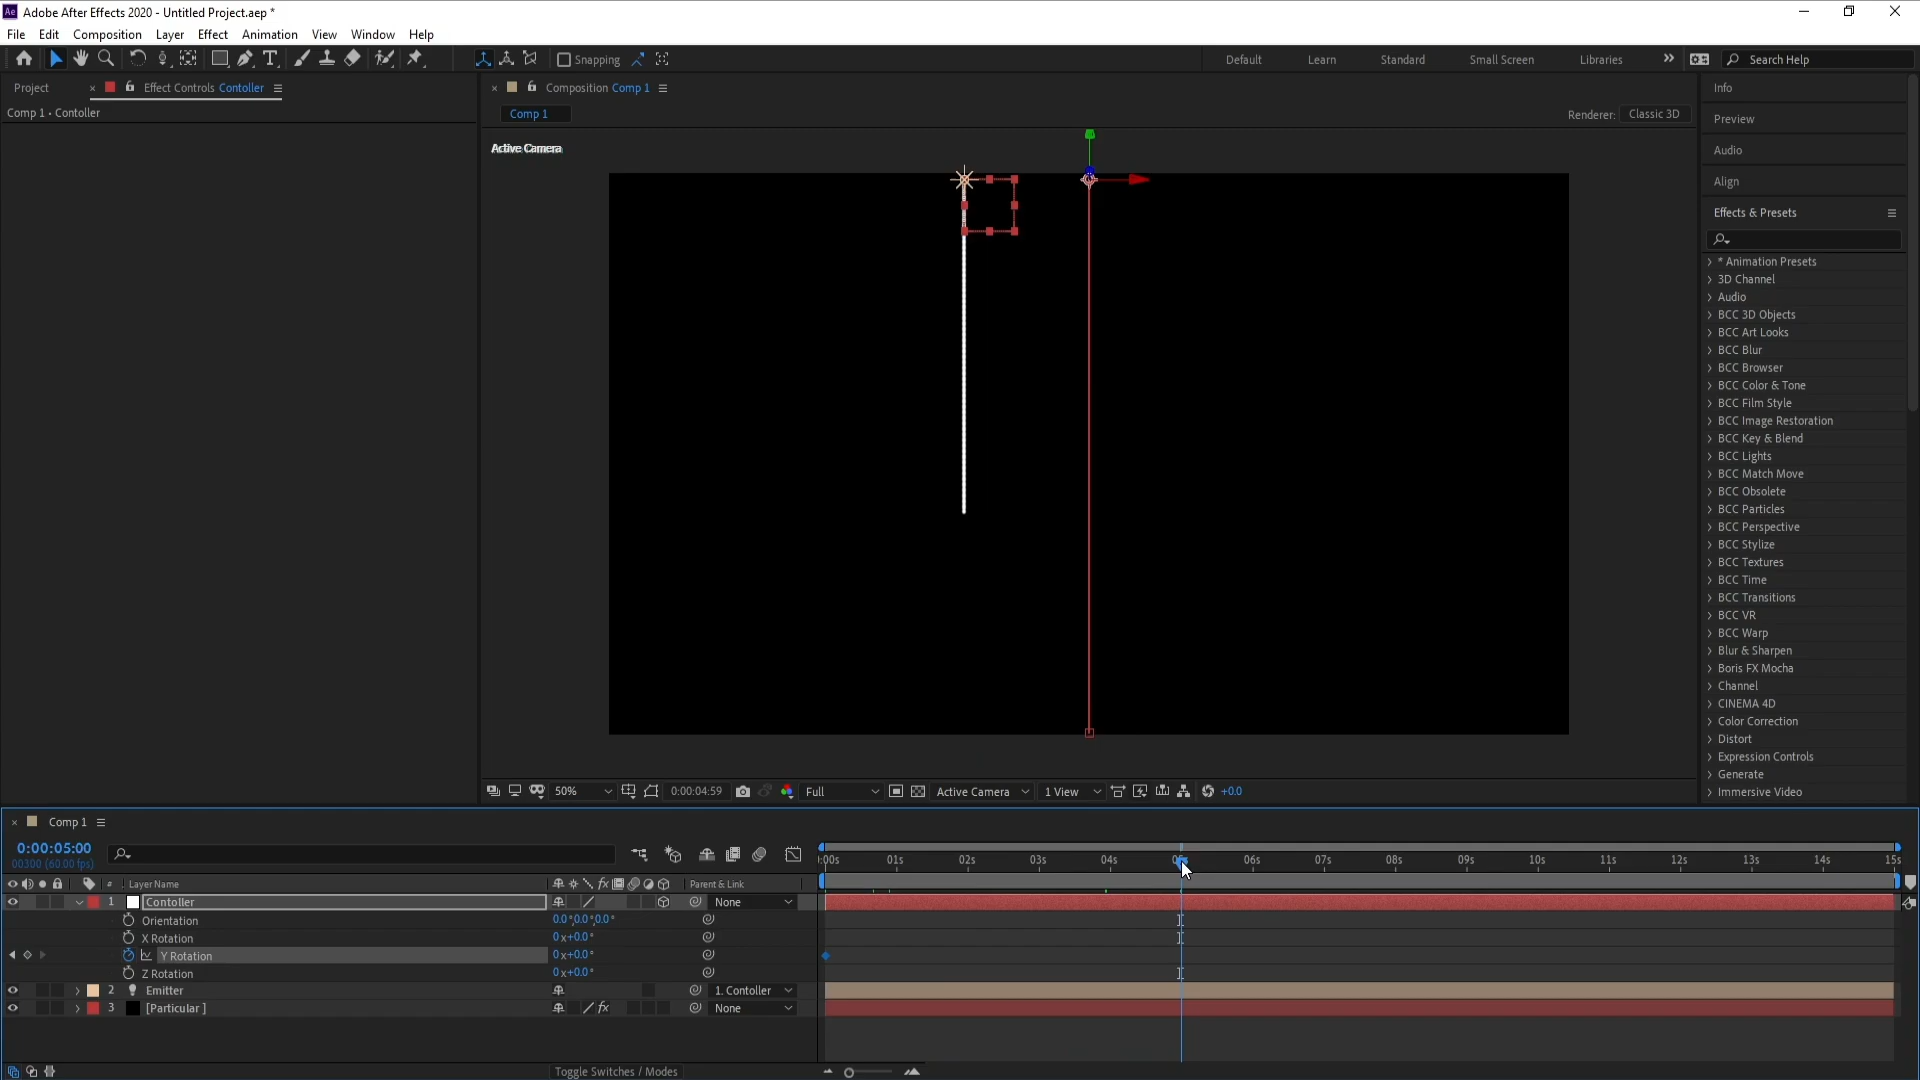 Adobe After Effects 2020 - Untitled Project.aep *
File Edit Composition Layer Effect Animation View Window Help
Snapping
Default Learn Standard Small Screen Libraries
Search Help
Project
Effect Controls Contoller
Comp 1 • Contoller
Composition Comp 1
Comp 1
Renderer: Classic 3D
Active Camera
Info
Preview
Audio
Align
Effects & Presets
* Animation Presets
3D Channel
Audio
BCC 3D Objects
BCC Art Looks
BCC Blur
BCC Browser
BCC Color & Tone
BCC Film Style
BCC Image Restoration
BCC Key & Blend
BCC Lights
BCC Match Move
BCC Obsolete
BCC Particles
BCC Perspective
BCC Stylize
BCC Textures
BCC Time
BCC Transitions
BCC VR
BCC Warp
Blur & Sharpen
Boris FX Mocha
Channel
CINEMA 4D
Color Correction
Distort
Expression Controls
Generate
Immersive Video
50% 0:00:04:59 Full Active Camera 1 View +0.0
Comp 1
0:00:05:00
00300 (60.00 fps)
:00s 01s 02s 03s 04s 06s 07s 08s 09s 10s 11s 12s 13s 14s 15s
# Layer Name fx Parent & Link
1 Contoller None
Orientation 0.0°,0.0°,0.0°
X Rotation 0x+0.0°
Y Rotation 0x+0.0°
Z Rotation 0x+0.0°
2 Emitter 1. Contoller
3 [Particular ] fx None
Toggle Switches / Modes